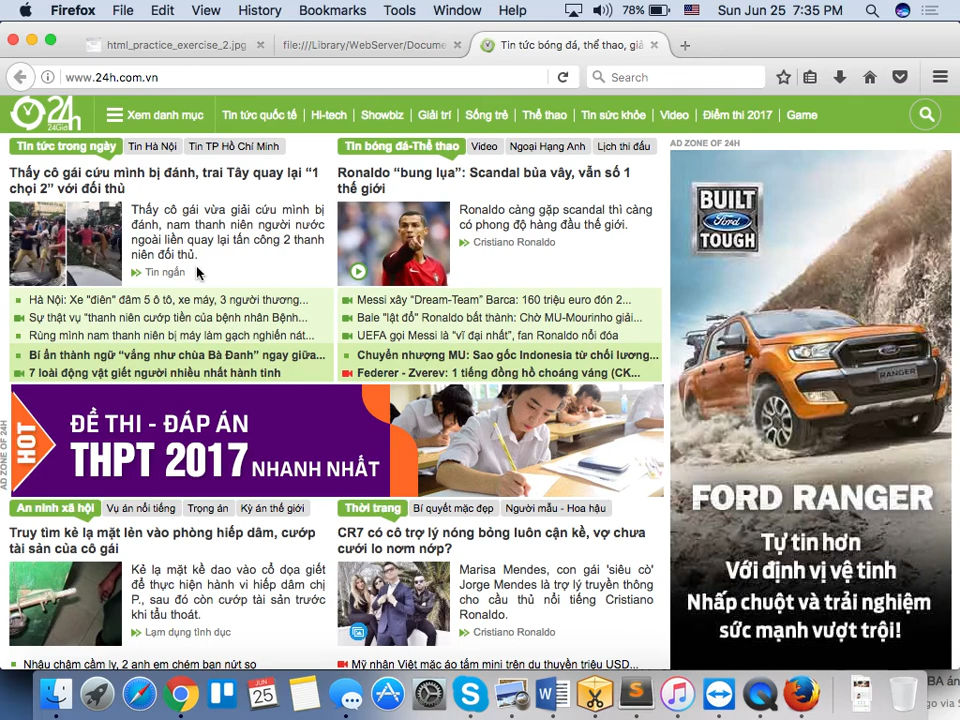 Firefox File Edit View History Bookmarks Tools Window Help 78% Sun Jun 25 7:35 PM
html_practice_exercise_2.jpg
file:///Library/WebServer/Docume
Tin tức bóng đá, thể thao, giả
www.24h.com.vn
Search
24h
24Giờ
Xem danh mục
Tin tức quốc tế | Hi-tech | Showbiz | Giải trí | Sống trẻ | Thể thao | Tin sức khỏe | Video | Điểm thi 2017 | Game
Tin tức trong ngày Tin Hà Nội Tin TP Hồ Chí Minh
Thấy cô gái cứu mình bị đánh, trai Tây quay lại “1
chọi 2” với đối thủ
Thấy cô gái vừa giải cứu mình bị
đánh, nam thanh niên người nước
ngoài liền quay lại tấn công 2 thanh
niên đối thủ.
Tin ngắn
Hà Nội: Xe "điên" đâm 5 ô tô, xe máy, 3 người thương...
Sự thật vụ "thanh niên cướp tiền của bệnh nhân Bệnh...
Rùng mình nam thanh niên bị máy làm gạch nghiến nát...
Bí ẩn thành ngữ “vắng như chùa Bà Đanh” ngay giữa...
7 loài động vật giết người nhiều nhất hành tinh
Tin bóng đá-Thể thao Video Ngoại Hạng Anh Lịch thi đấu
Ronaldo “bung lụa”: Scandal bủa vây, vẫn số 1
thế giới
Ronaldo càng gặp scandal thì càng
có phong độ hàng đầu thế giới.
Cristiano Ronaldo
Messi xây “Dream-Team” Barca: 160 triệu euro đón 2...
Bale "lật đổ" Ronaldo bất thành: Chờ MU-Mourinho giải...
UEFA gọi Messi là “vĩ đại nhất”, fan Ronaldo nổi đóa
Chuyển nhượng MU: Sao gốc Indonesia từ chối lương...
Federer - Zverev: 1 tiếng đồng hồ choáng váng (CK...
AD ZONE OF 24H
HOT
ĐỀ THI - ĐÁP ÁN
THPT 2017 NHANH NHẤT
An ninh xã hội Vụ án nổi tiếng Trọng án Kỳ án thế giới
Truy tìm kẻ lạ mặt lẻn vào phòng hiếp dâm, cướp
tài sản của cô gái
Kẻ lạ mặt kề dao vào cổ dọa giết
để thực hiện hành vi hiếp dâm chị
P., sau đó còn cướp tài sản trước
khi tẩu thoát.
Lạm dụng tình dục
Nhậu chậm cầm ly, 2 anh em chém bạn nứt sọ
Thời trang Bí quyết mặc đẹp Người mẫu - Hoa hậu
CR7 có cô trợ lý nóng bỏng luôn cận kề, vợ chưa
cưới lo nơm nớp?
Marisa Mendes, con gái 'siêu cò'
Jorge Mendes là trợ lý truyền thông
cho cầu thủ nổi tiếng Cristiano
Ronaldo.
Cristiano Ronaldo
Mỹ nhân Việt mặc áo tắm mini trên du thuyền triệu USD...
AD ZONE OF 24H
BUILT
Ford
TOUGH
RANGER
FORD RANGER
Tự tin hơn
Với định vị vệ tinh
Nhấp chuột và trải nghiệm
sức mạnh vượt trội!
JUN
25
BA án